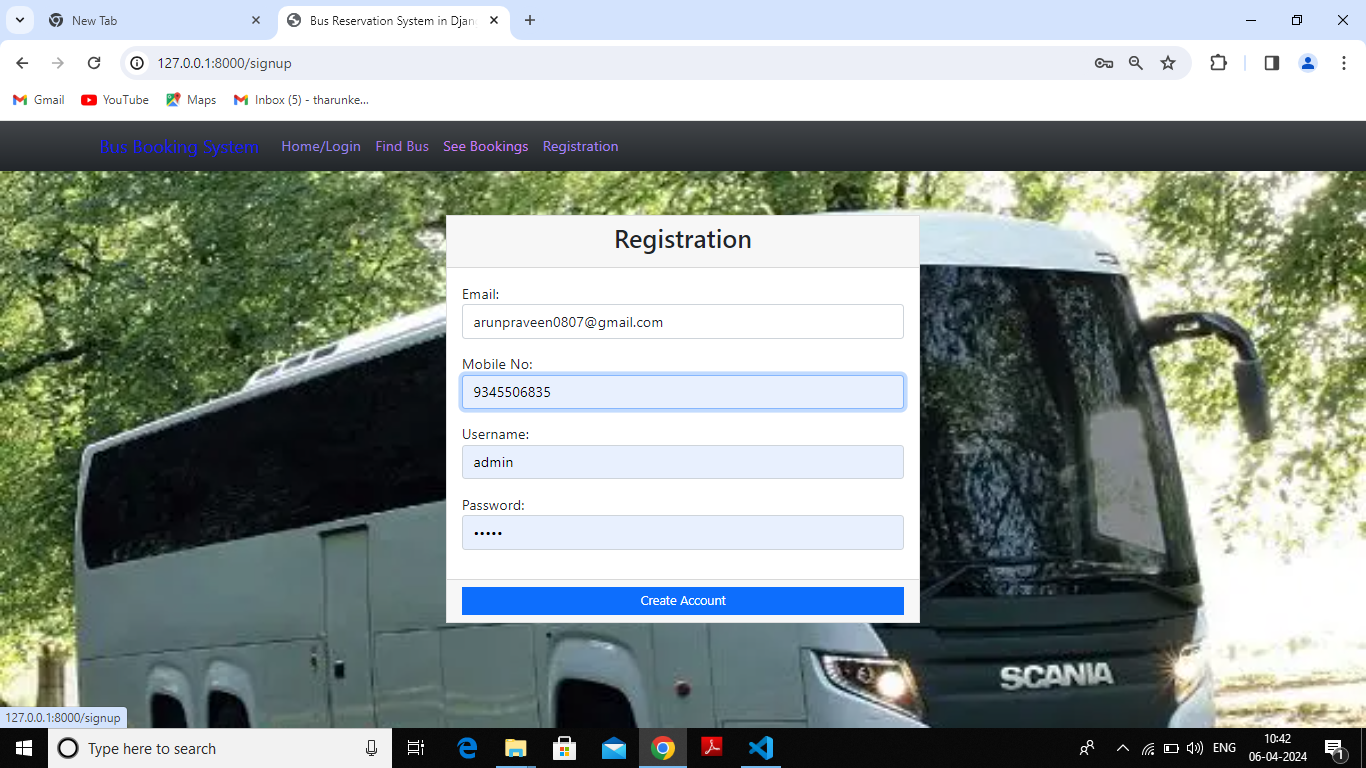 New Tab
Bus Reservation System in Djang
127.0.0.1:8000/signup
Gmail YouTube Maps Inbox (5) - tharunke...
Bus Booking System Home/Login Find Bus See Bookings Registration
Registration
Email:
arunpraveen0807@gmail.com
Mobile No:
9345506835
Username:
admin
Password:
•••••
Create Account
SCANIA
127.0.0.1:8000/signup
Type here to search
ENG
10:42
06-04-2024
1